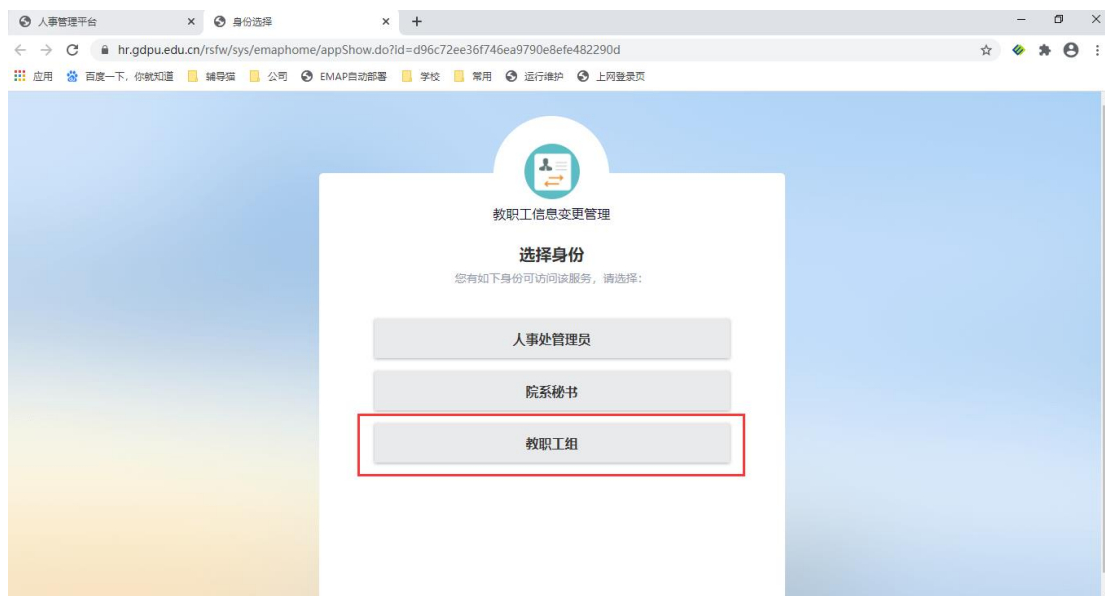 人事管理平台 身份选择
hr.gdpu.edu.cn/rsfw/sys/emaphome/appShow.do?id=d96c72ee36f746ea9790e8efe482290d
应用 百度一下，你就知道 辅导猫 公司 EMAP自动部署 学校 常用 运行维护 上网登录页
教职工信息变更管理
选择身份
您有如下身份可访问该服务，请选择：
人事处管理员
院系秘书
教职工组